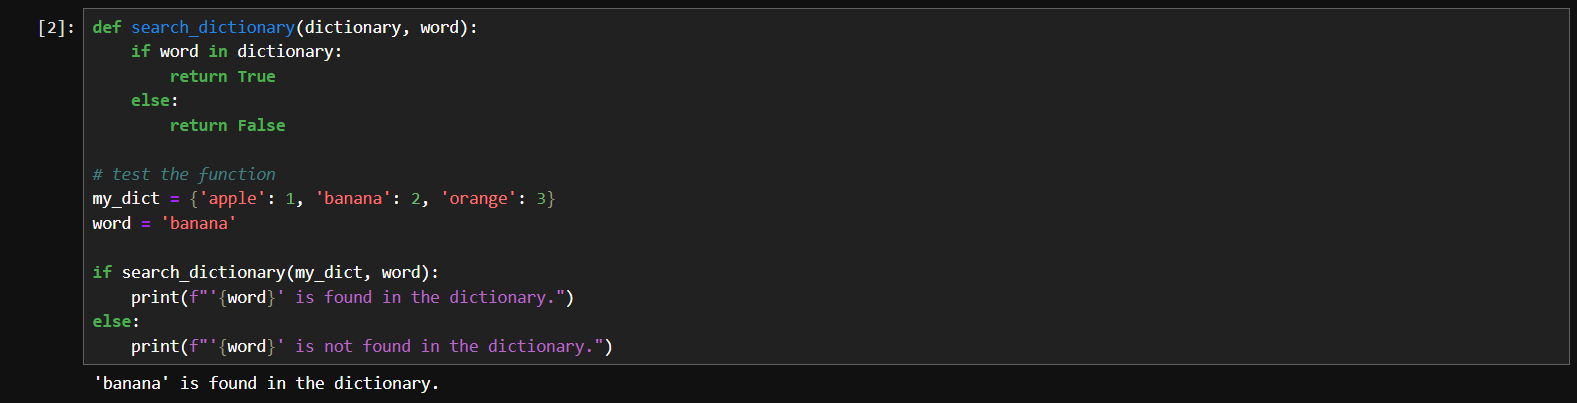 [2]: def search_dictionary(dictionary, word):
    if word in dictionary:
        return True
    else:
        return False
# test the function
my_dict = {'apple': 1, 'banana': 2, 'orange': 3}
word = 'banana'
if search_dictionary(my_dict, word):
    print(f"'{word}' is found in the dictionary.")
else:
    print(f"'{word}' is not found in the dictionary.")
'banana' is found in the dictionary.